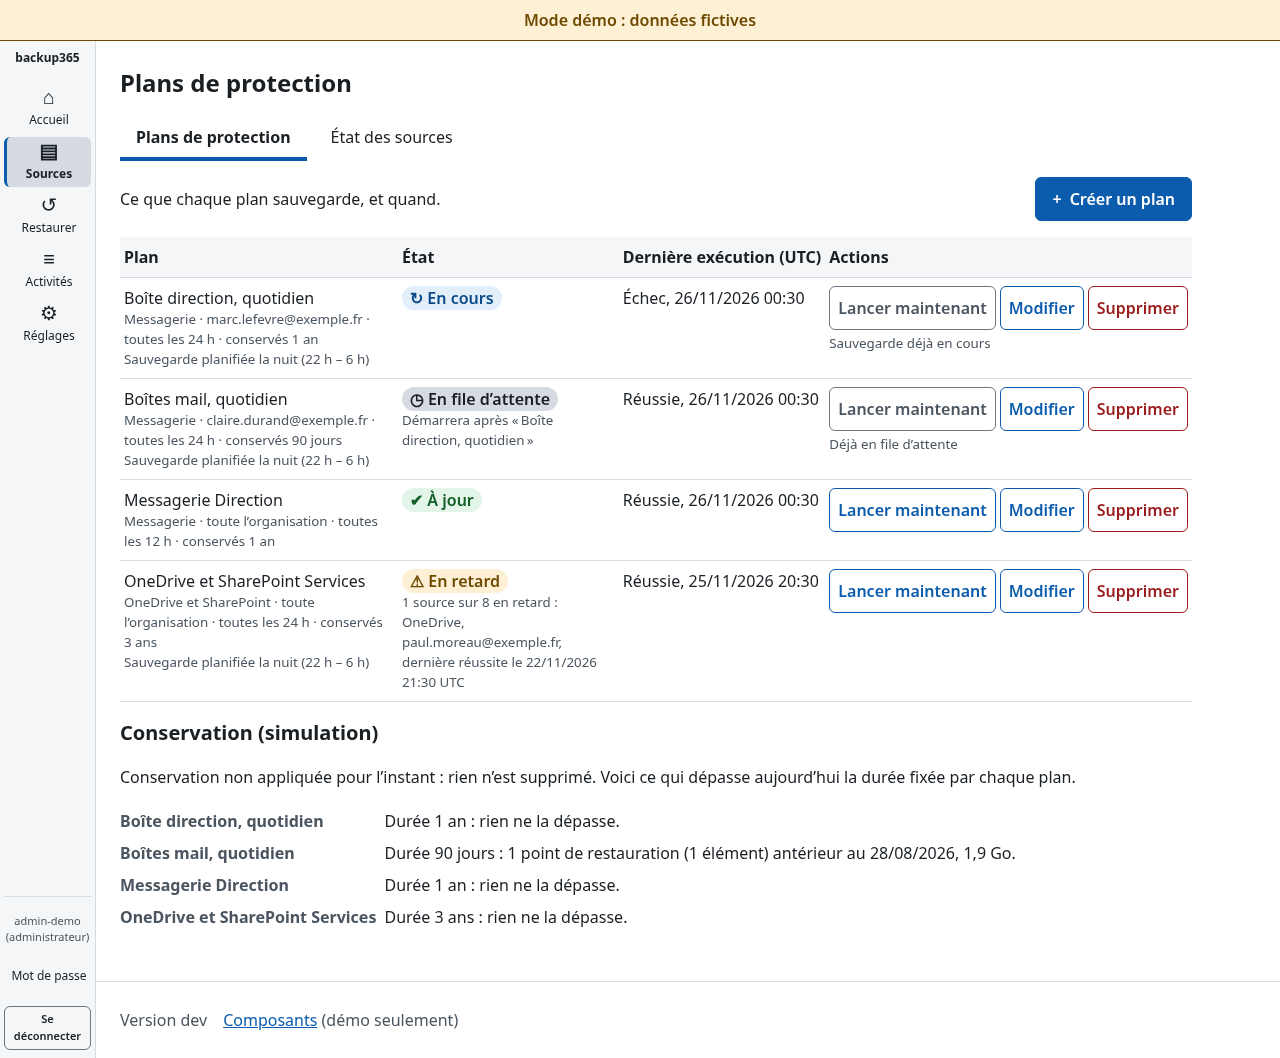 Mode démo : données fictives
backup365
Accueil
Sources
Restaurer
Activités
Réglages
admin-demo
(administrateur)
Mot de passe
Se
déconnecter
Plans de protection
Plans de protection État des sources
Ce que chaque plan sauvegarde, et quand.
+ Créer un plan
Plan État Dernière exécution (UTC) Actions
Boîte direction, quotidien
Messagerie · marc.lefevre@exemple.fr ·
toutes les 24 h · conservés 1 an
Sauvegarde planifiée la nuit (22 h – 6 h)
↻ En cours
Échec, 26/11/2026 00:30
Lancer maintenant Modifier Supprimer
Sauvegarde déjà en cours
Boîtes mail, quotidien
Messagerie · claire.durand@exemple.fr ·
toutes les 24 h · conservés 90 jours
Sauvegarde planifiée la nuit (22 h – 6 h)
◷ En file d’attente
Démarrera après « Boîte
direction, quotidien »
Réussie, 26/11/2026 00:30
Lancer maintenant Modifier Supprimer
Déjà en file d’attente
Messagerie Direction
Messagerie · toute l’organisation · toutes
les 12 h · conservés 1 an
✔ À jour
Réussie, 26/11/2026 00:30
Lancer maintenant Modifier Supprimer
OneDrive et SharePoint Services
OneDrive et SharePoint · toute
l’organisation · toutes les 24 h · conservés
3 ans
Sauvegarde planifiée la nuit (22 h – 6 h)
⚠ En retard
1 source sur 8 en retard :
OneDrive,
paul.moreau@exemple.fr,
dernière réussite le 22/11/2026
21:30 UTC
Réussie, 25/11/2026 20:30
Lancer maintenant Modifier Supprimer
Conservation (simulation)
Conservation non appliquée pour l’instant : rien n’est supprimé. Voici ce qui dépasse aujourd’hui la durée fixée par chaque plan.
Boîte direction, quotidien Durée 1 an : rien ne la dépasse.
Boîtes mail, quotidien Durée 90 jours : 1 point de restauration (1 élément) antérieur au 28/08/2026, 1,9 Go.
Messagerie Direction Durée 1 an : rien ne la dépasse.
OneDrive et SharePoint Services Durée 3 ans : rien ne la dépasse.
Version dev Composants (démo seulement)